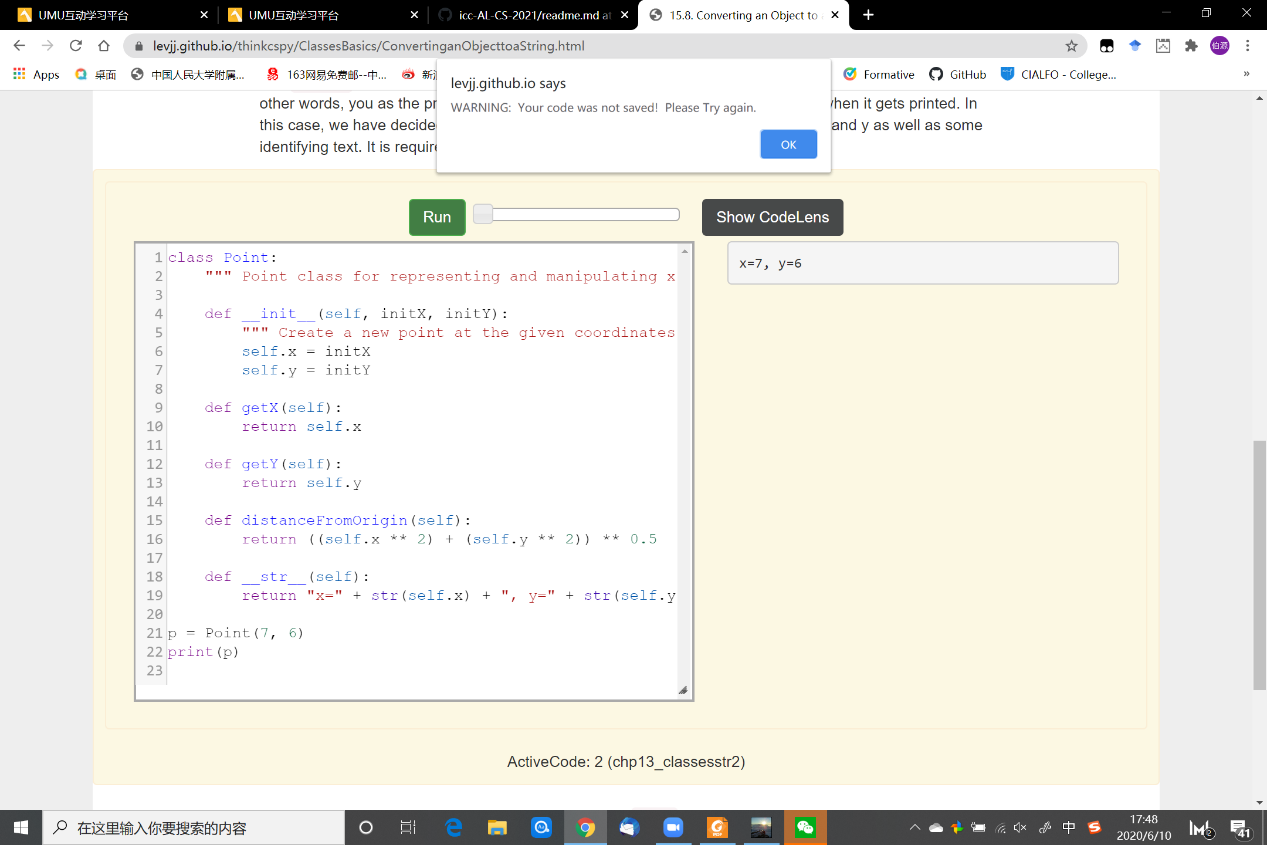 UMU互动学习平台
UMU互动学习平台
icc-AL-CS-2021/readme.md at
15.8. Converting an Object to a
levjj.github.io/thinkcspy/ClassesBasics/ConvertinganObjecttoaString.html
伯源
Apps
桌面
中国人民大学附属...
163网易免费邮--中...
Formative
GitHub
CIALFO - College...
»
levjj.github.io says
WARNING: Your code was not saved! Please Try again.
OK
other words, you as the pr
when it gets printed. In
this case, we have decide
and y as well as some
identifying text. It is require
Run
Show CodeLens
x=7, y=6
1 class Point:
2     """ Point class for representing and manipulating x
3
4     def __init__(self, initX, initY):
5         """ Create a new point at the given coordinates
6         self.x = initX
7         self.y = initY
8
9     def getX(self):
10         return self.x
11
12     def getY(self):
13         return self.y
14
15     def distanceFromOrigin(self):
16         return ((self.x ** 2) + (self.y ** 2)) ** 0.5
17
18     def __str__(self):
19         return "x=" + str(self.x) + ", y=" + str(self.y
20
21 p = Point(7, 6)
22 print(p)
23
ActiveCode: 2 (chp13_classesstr2)
在这里输入你要搜索的内容
中
17:48
2020/6/10
2
41